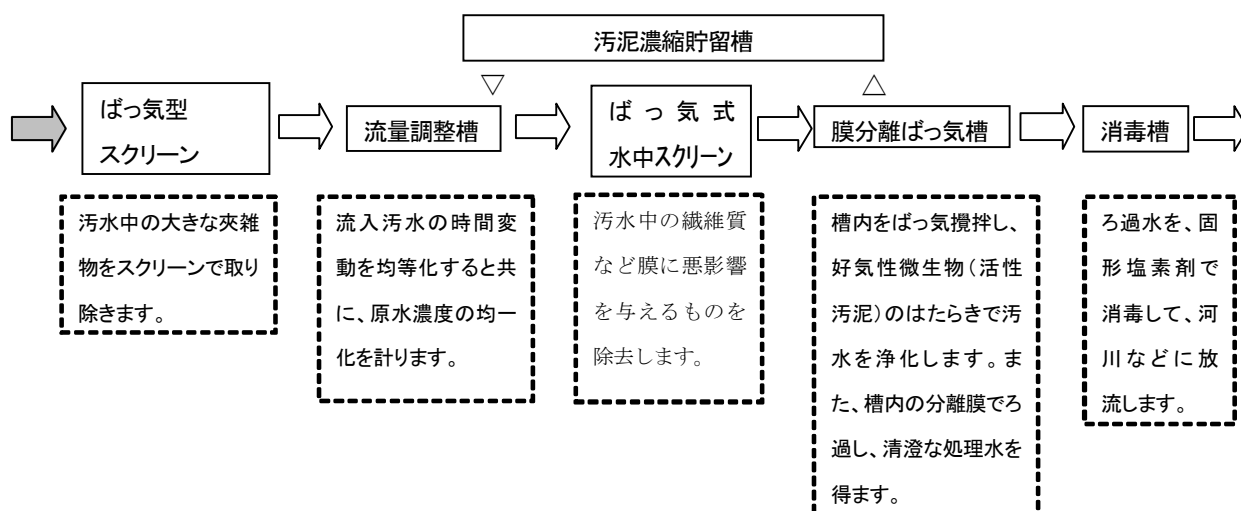 汚泥濃縮貯留槽
▽
△
ばっ気型
スクリーン
流量調整槽
ばっ気式
水中スクリーン
膜分離ばっ気槽
消毒槽
汚水中の大きな夾雑
物をスクリーンで取り
除きます。
流入汚水の時間変
動を均等化すると共
に、原水濃度の均一
化を計ります。
汚水中の繊維質
など膜に悪影響
を与えるものを
除去します。
槽内をばっ気攪拌し、
好気性微生物(活性
汚泥)のはたらきで汚
水を浄化します。ま
た、槽内の分離膜でろ
過し、清澄な処理水を
得ます。
ろ過水を、固
形塩素剤で
消毒して、河
川などに放
流します。